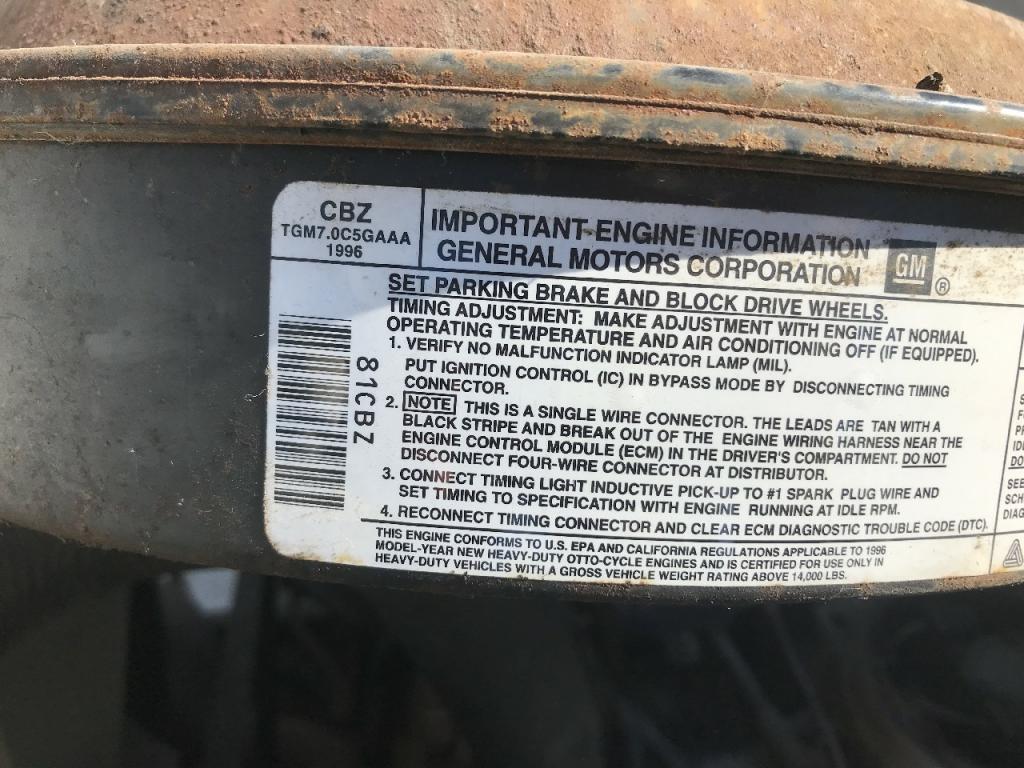 CBZ
TGM7.0C5GAAA
1996
IMPORTANT ENGINE INFORMATION
GENERAL MOTORS CORPORATION
GM ®
81CBZ
SET PARKING BRAKE AND BLOCK DRIVE WHEELS.
TIMING ADJUSTMENT: MAKE ADJUSTMENT WITH ENGINE AT NORMAL
OPERATING TEMPERATURE AND AIR CONDITIONING OFF (IF EQUIPPED).
1. VERIFY NO MALFUNCTION INDICATOR LAMP (MIL).
PUT IGNITION CONTROL (IC) IN BYPASS MODE BY DISCONNECTING TIMING
CONNECTOR.
2. NOTE THIS IS A SINGLE WIRE CONNECTOR. THE LEADS ARE TAN WITH A
BLACK STRIPE AND BREAK OUT OF THE ENGINE WIRING HARNESS NEAR THE
ENGINE CONTROL MODULE (ECM) IN THE DRIVER'S COMPARTMENT. DO NOT
DISCONNECT FOUR-WIRE CONNECTOR AT DISTRIBUTOR.
3. CONNECT TIMING LIGHT INDUCTIVE PICK-UP TO #1 SPARK PLUG WIRE AND
SET TIMING TO SPECIFICATION WITH ENGINE RUNNING AT IDLE RPM.
4. RECONNECT TIMING CONNECTOR AND CLEAR ECM DIAGNOSTIC TROUBLE CODE (DTC).
THIS ENGINE CONFORMS TO U.S. EPA AND CALIFORNIA REGULATIONS APPLICABLE TO 1996
MODEL-YEAR NEW HEAVY-DUTY OTTO-CYCLE ENGINES AND IS CERTIFIED FOR USE ONLY IN
HEAVY-DUTY VEHICLES WITH A GROSS VEHICLE WEIGHT RATING ABOVE 14,000 LBS.
SEE